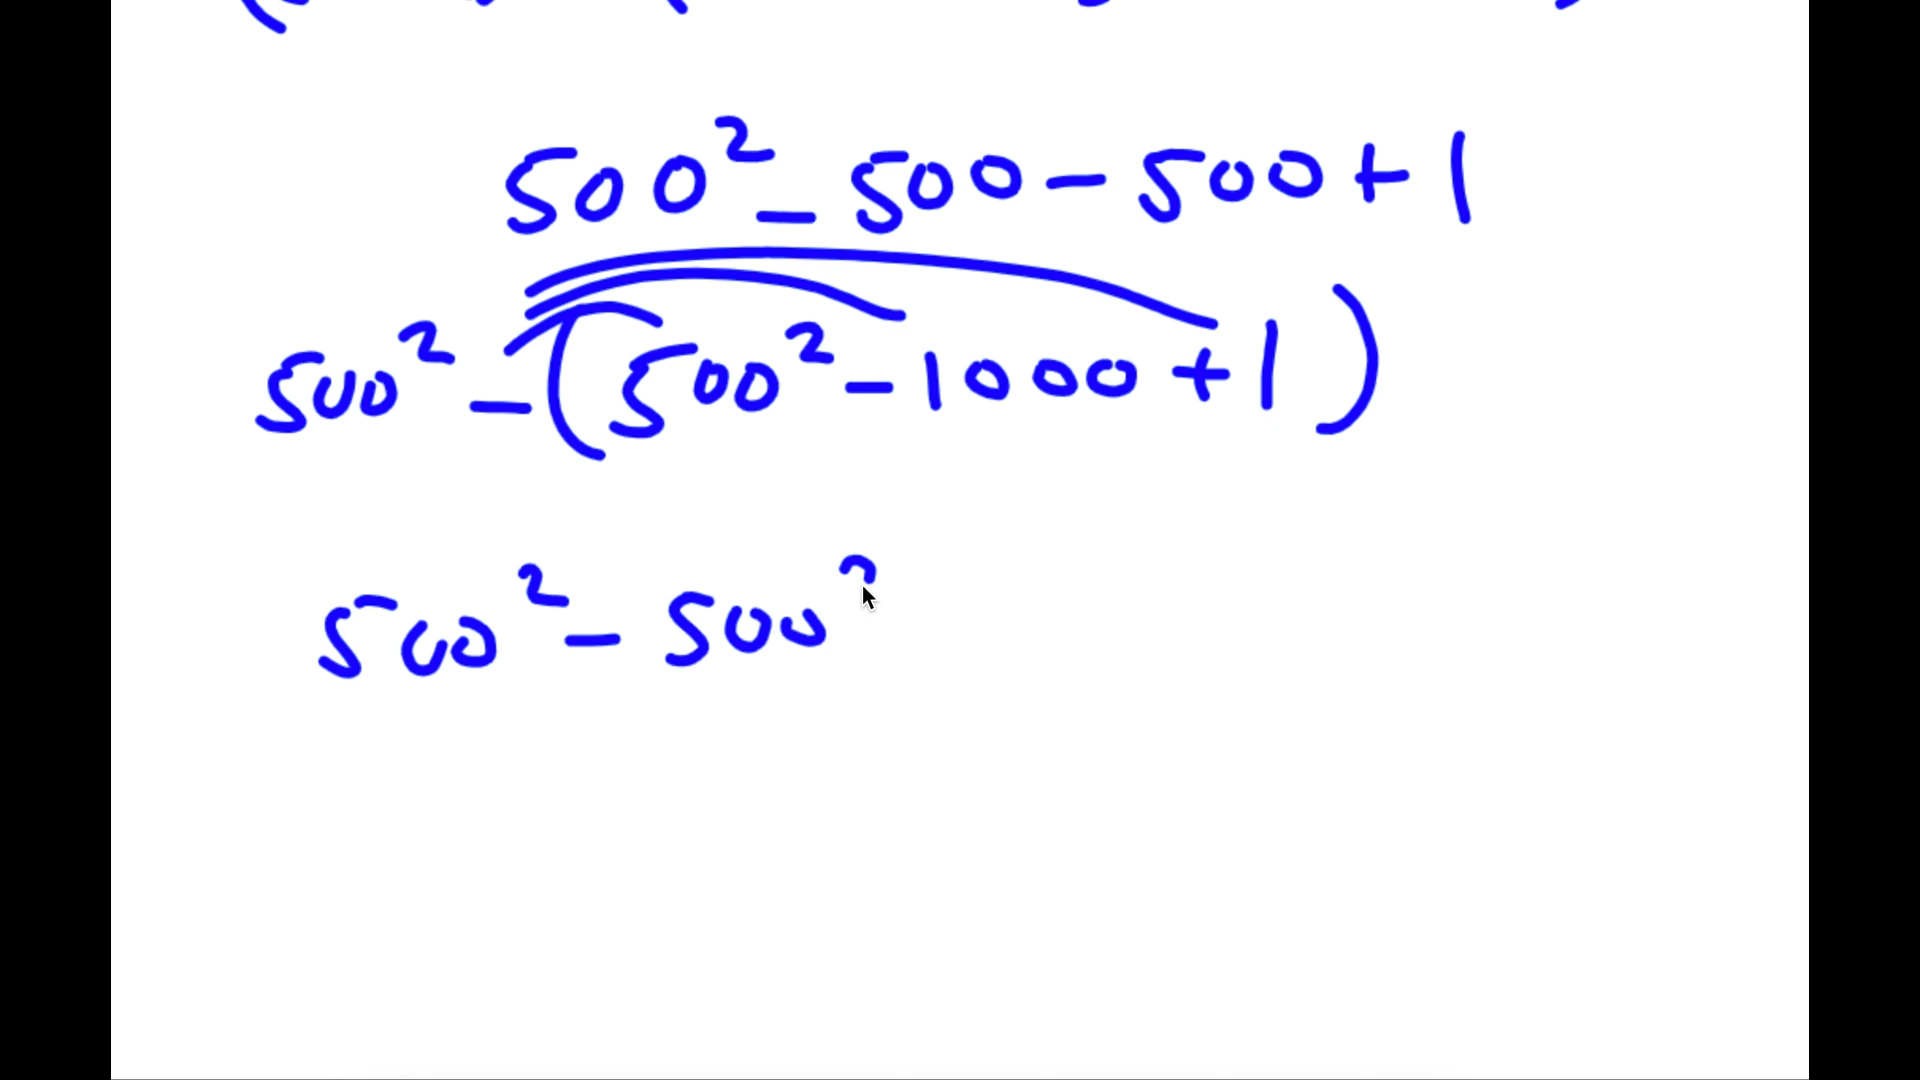 500² - 500 - 500 + 1
500² - (500² - 1000 + 1)
500² - 500²